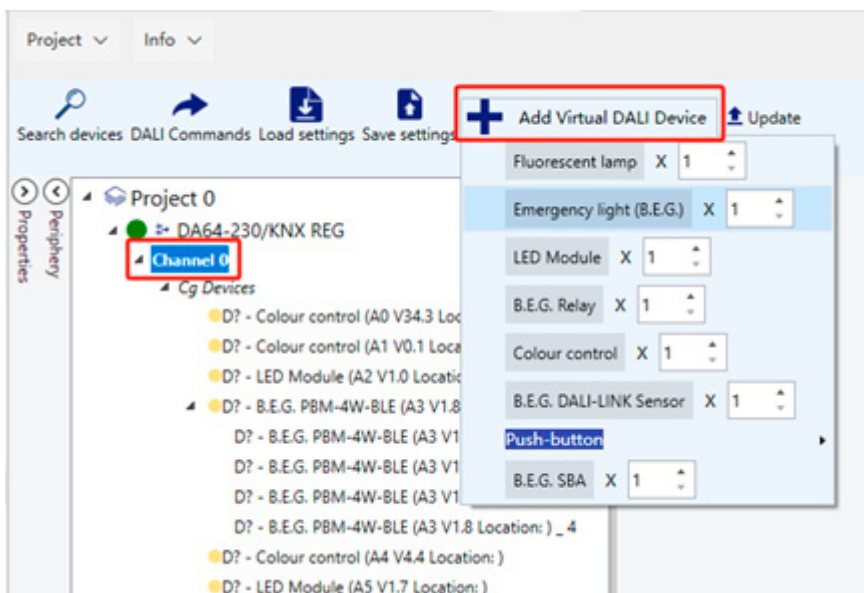 Project Info
Search devices DALI Commands Load settings Save settings Add Virtual DALI Device Update
Properties
Periphery
Project 0
DA64-230/KNX REG
Channel 0
Cg Devices
D? - Colour control (A0 V34.3 Loc
D? - Colour control (A1 V0.1 Loca
D? - LED Module (A2 V1.0 Locatio
D? - B.E.G. PBM-4W-BLE (A3 V1.8
D? - B.E.G. PBM-4W-BLE (A3 V1
D? - B.E.G. PBM-4W-BLE (A3 V1
D? - B.E.G. PBM-4W-BLE (A3 V1
D? - B.E.G. PBM-4W-BLE (A3 V1.8 Location: ) _ 4
D? - Colour control (A4 V4.4 Location: )
D? - LED Module (A5 V1.7 Location: )
Fluorescent lamp X 1
Emergency light (B.E.G.) X 1
LED Module X 1
B.E.G. Relay X 1
Colour control X 1
B.E.G. DALI-LINK Sensor X 1
Push-button
B.E.G. SBA X 1